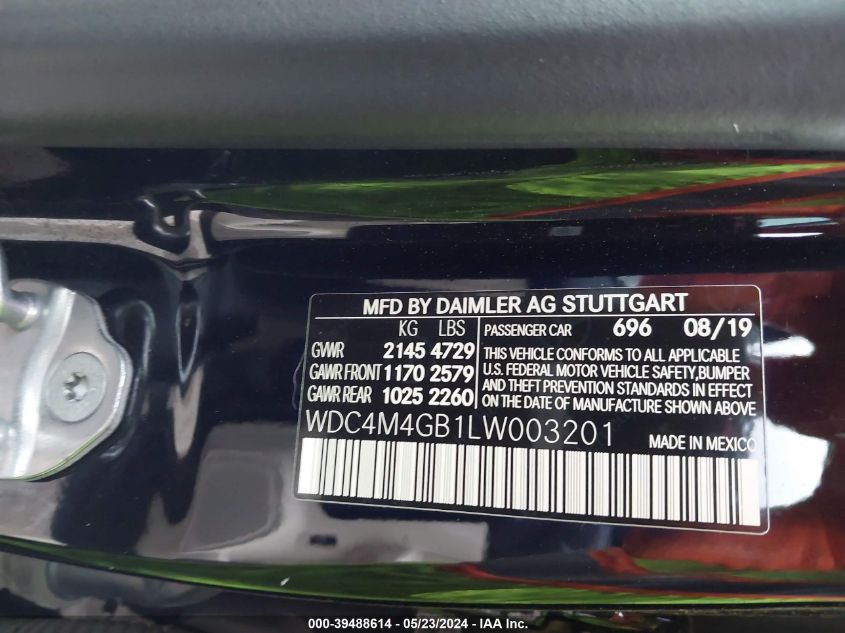 MFD BY DAIMLER AG STUTTGART
KG LBS
GVWR 2145 4729
GAWR FRONT 1170 2579
GAWR REAR 1025 2260
PASSENGER CAR 696 08/19
THIS VEHICLE CONFORMS TO ALL APPLICABLE
U.S. FEDERAL MOTOR VEHICLE SAFETY,BUMPER
AND THEFT PREVENTION STANDARDS IN EFFECT
ON DATE OF MANUFACTURE SHOWN ABOVE
WDC4M4GB1LW003201
MADE IN MEXICO
000-39488614 - 05/23/2024 - IAA Inc.